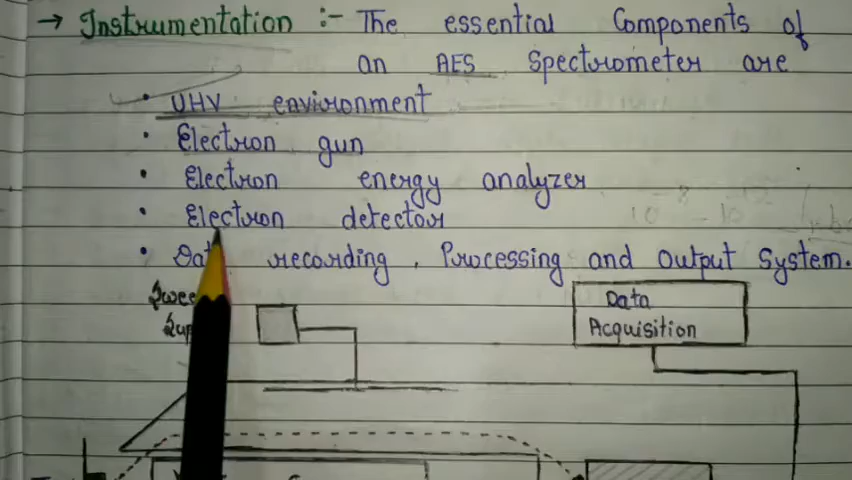 → Instrumentation :- The essential Components of
an AES Spectrometer are
• UHV environment
• Electron gun
• Electron energy analyzer
• Electron detector
• recording, Processing and output System.
Data
Acquisition